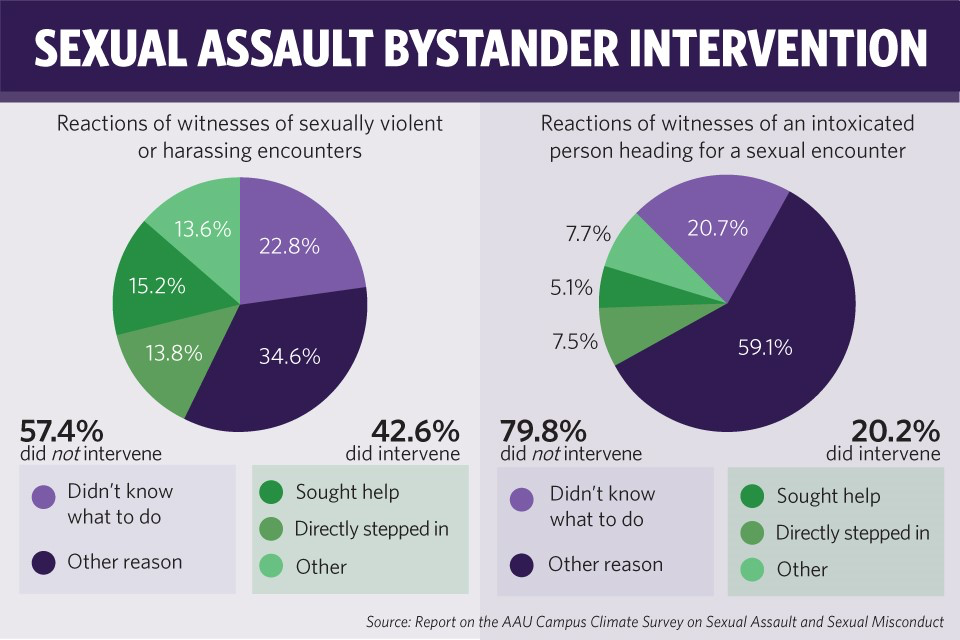 SEXUAL ASSAULT BYSTANDER INTERVENTION
Reactions of witnesses of sexually violent
or harassing encounters
13.6%
22.8%
15.2%
13.8%
34.6%
57.4%
did not intervene
42.6%
did intervene
Didn't know
what to do
Other reason
Sought help
Directly stepped in
Other
Reactions of witnesses of an intoxicated
person heading for a sexual encounter
7.7%
20.7%
5.1%
7.5%
59.1%
79.8%
did not intervene
20.2%
did intervene
Didn't know
what to do
Other reason
Sought help
Directly stepped in
Other
Source: Report on the AAU Campus Climate Survey on Sexual Assault and Sexual Misconduct